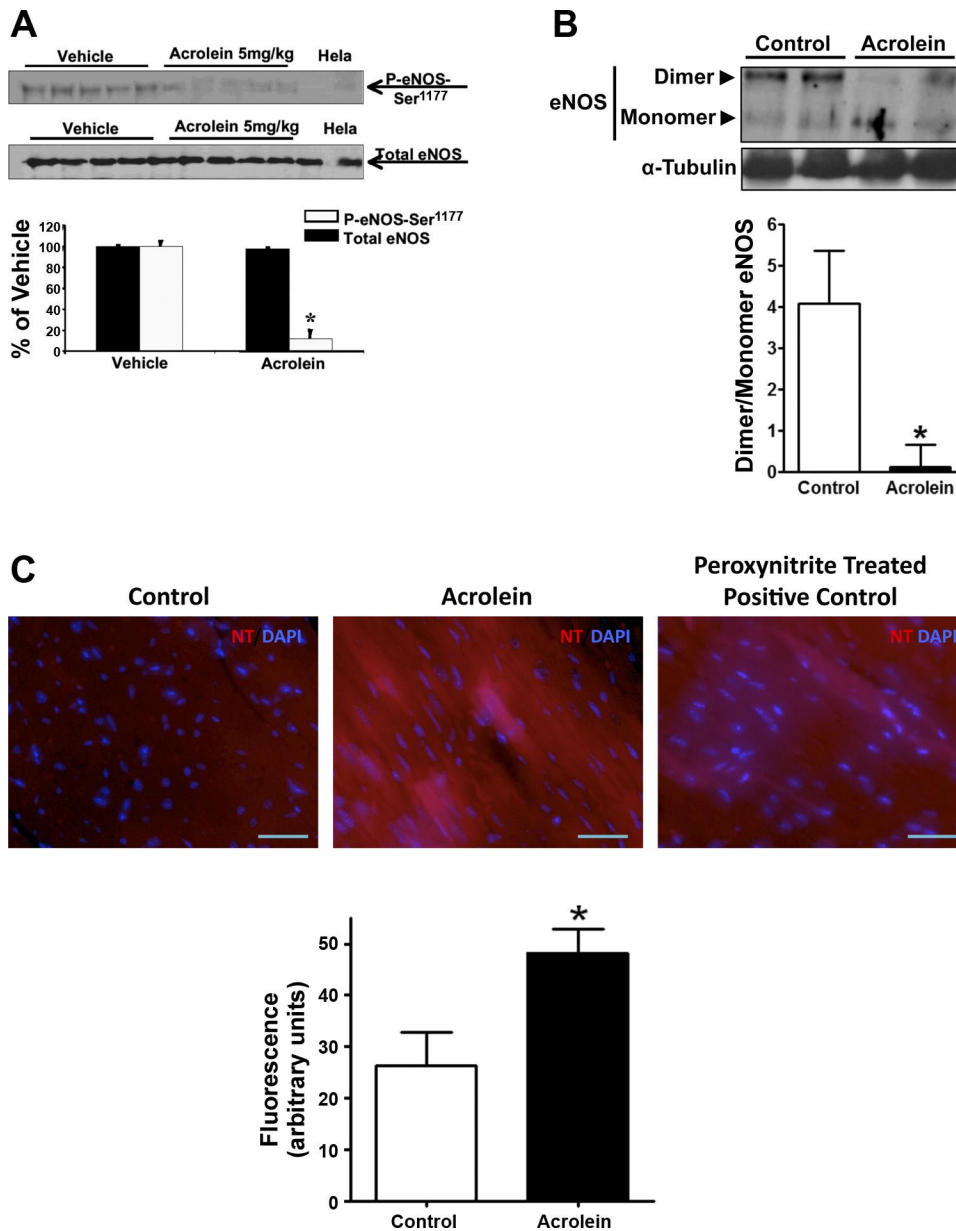 A
Vehicle Acrolein 5mg/kg Hela
P-eNOS-
Ser1177
Vehicle Acrolein 5mg/kg Hela
Total eNOS
P-eNOS-Ser1177
Total eNOS
% of Vehicle
120
100
80
60
40
20
0
*
Vehicle Acrolein
B
Control Acrolein
eNOS
Dimer
Monomer
α-Tubulin
Dimer/Monomer eNOS
6
5
4
3
2
1
0
*
Control Acrolein
C
Control
NT/DAPI
Acrolein
NT/DAPI
Peroxynitrite Treated
Positive Control
NT DAPI
Fluorescence
(arbitrary units)
50
40
30
20
10
0
*
Control Acrolein